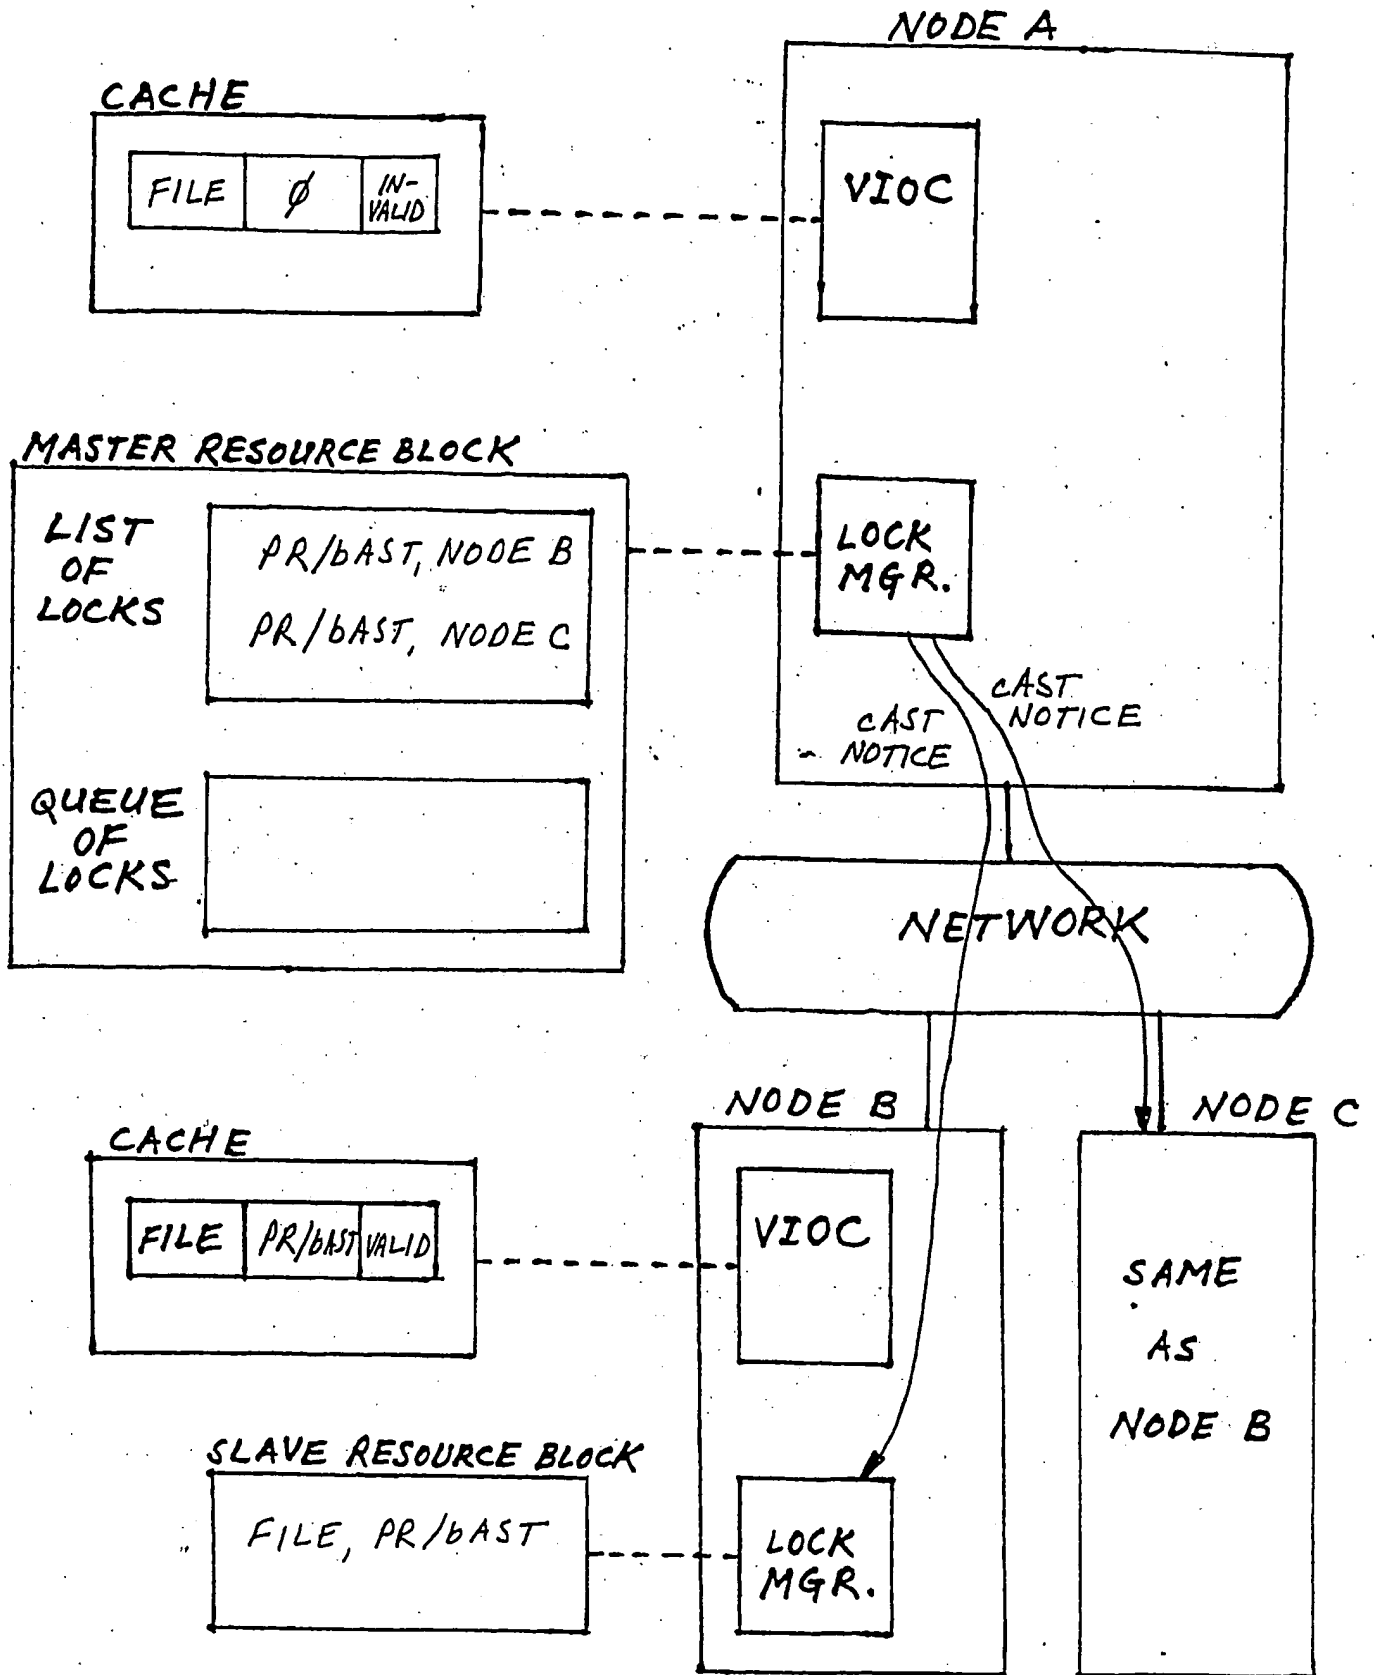 NODE A
CACHE
FILE
Ø
IN-
VALID
VIOC
MASTER RESOURCE BLOCK
LIST
OF
LOCKS
PR/bAST, NODE B
PR/bAST, NODE C
LOCK
MGR.
cAST
NOTICE
cAST
NOTICE
QUEUE
OF
LOCKS
NETWORK
NODE B
NODE C
CACHE
FILE
PR/bAST
VALID
VIOC
SAME
AS
NODE B
SLAVE RESOURCE BLOCK
FILE, PR/bAST
LOCK
MGR.